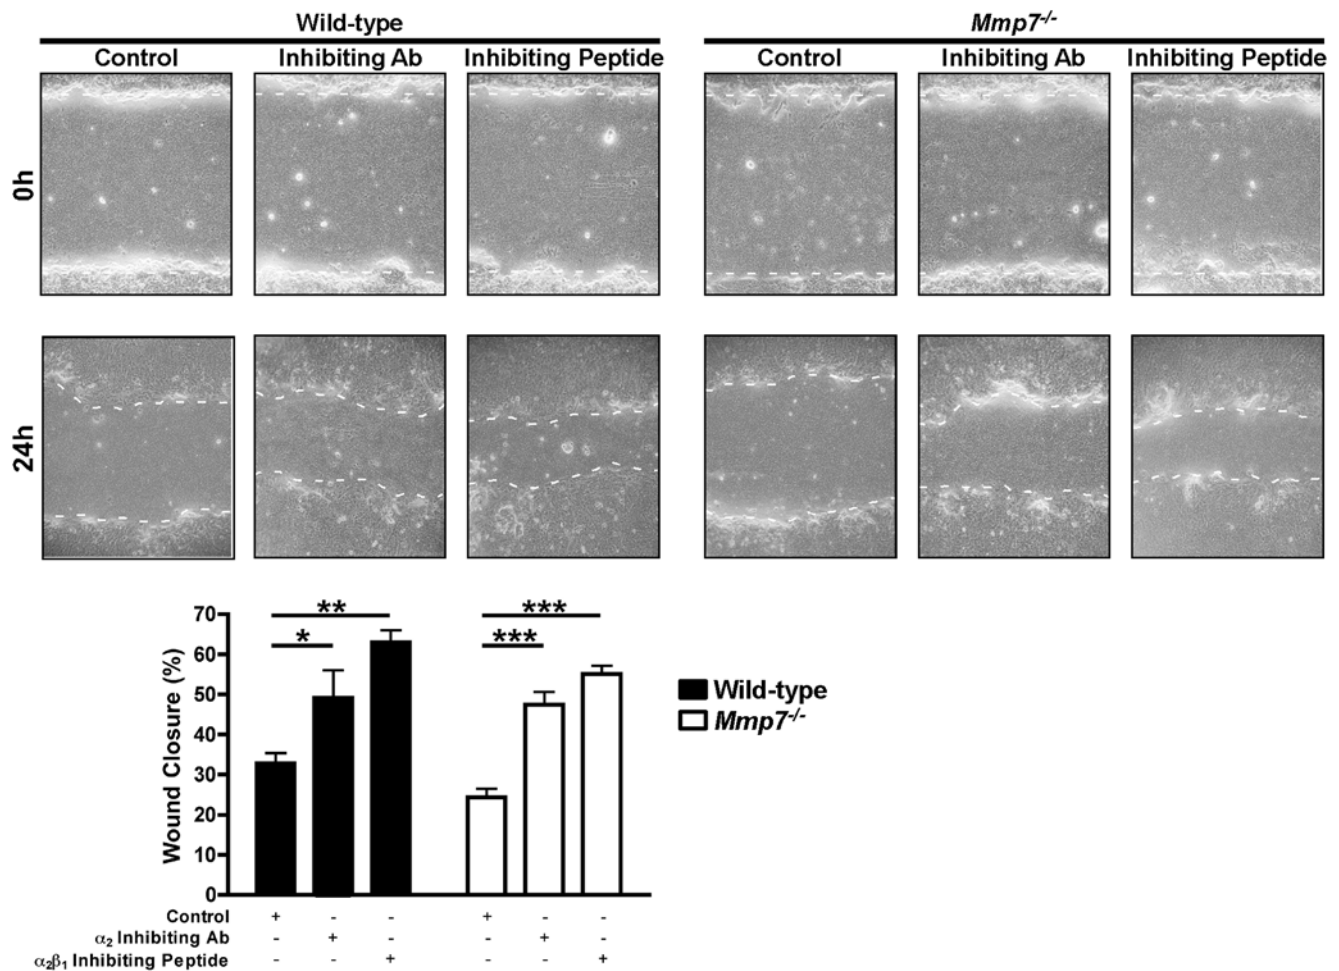 Wild-type Mmp7-/-
Control Inhibiting Ab Inhibiting Peptide Control Inhibiting Ab Inhibiting Peptide
0h
24h
** ***
* ***
70
60
50
40
30
20
10
0
Wound Closure (%)
Wild-type
Mmp7-/-
Control + - - + - -
α2 Inhibiting Ab - + - - + -
α2β1 Inhibiting Peptide - - + - - +